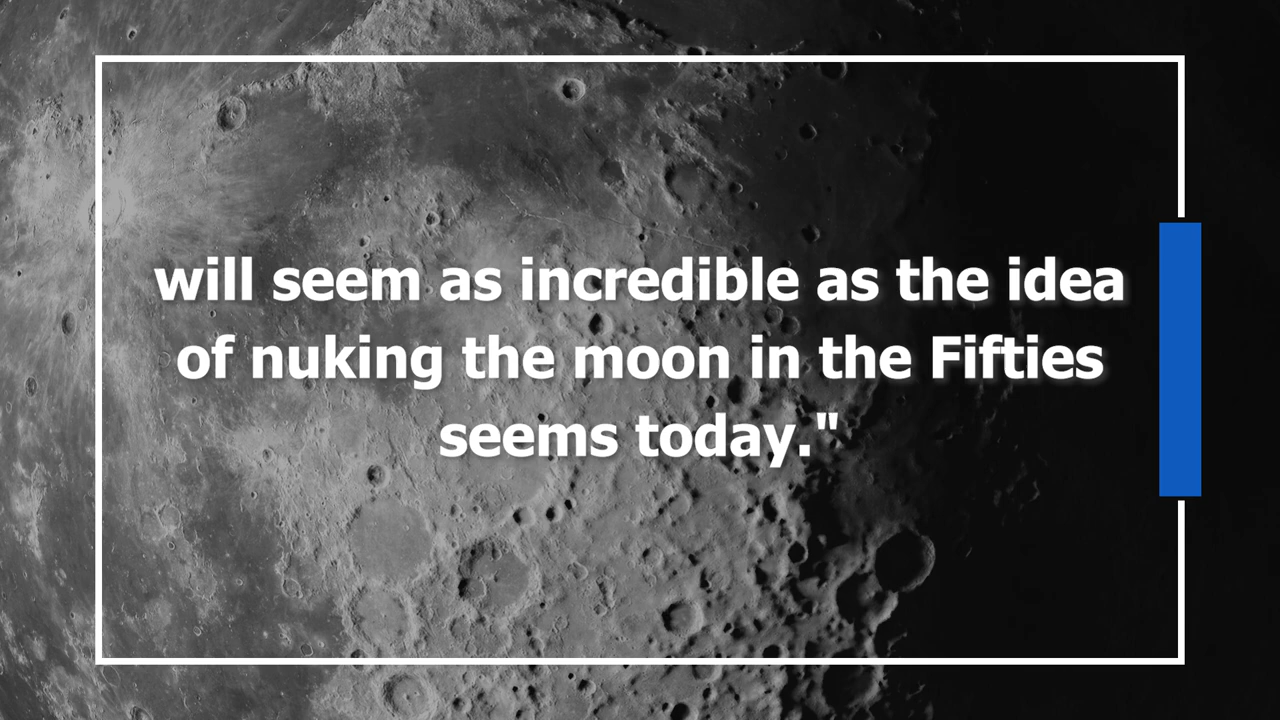 will seem as incredible as the idea
of nuking the moon in the Fifties
seems today."